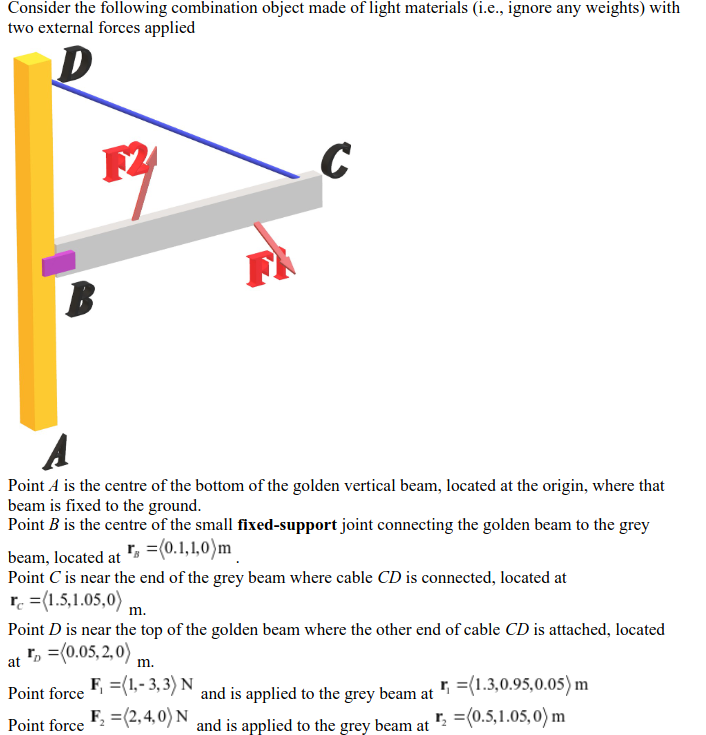 Consider the following combination object made of light materials (i.e., ignore any weights) with
two external forces applied
D
F2
C
F1
B
A
Point A is the centre of the bottom of the golden vertical beam, located at the origin, where that
beam is fixed to the ground.
Point B is the centre of the small fixed-support joint connecting the golden beam to the grey
beam, located at r_B =⟨0.1,1,0⟩m .
Point C is near the end of the grey beam where cable CD is connected, located at
r_C =⟨1.5,1.05,0⟩ m.
Point D is near the top of the golden beam where the other end of cable CD is attached, located
at r_D =⟨0.05,2,0⟩ m.
Point force F_1 =⟨1,-3,3⟩ N and is applied to the grey beam at r_1 =⟨1.3,0.95,0.05⟩ m
Point force F_2 =⟨2,4,0⟩ N and is applied to the grey beam at r_2 =⟨0.5,1.05,0⟩ m